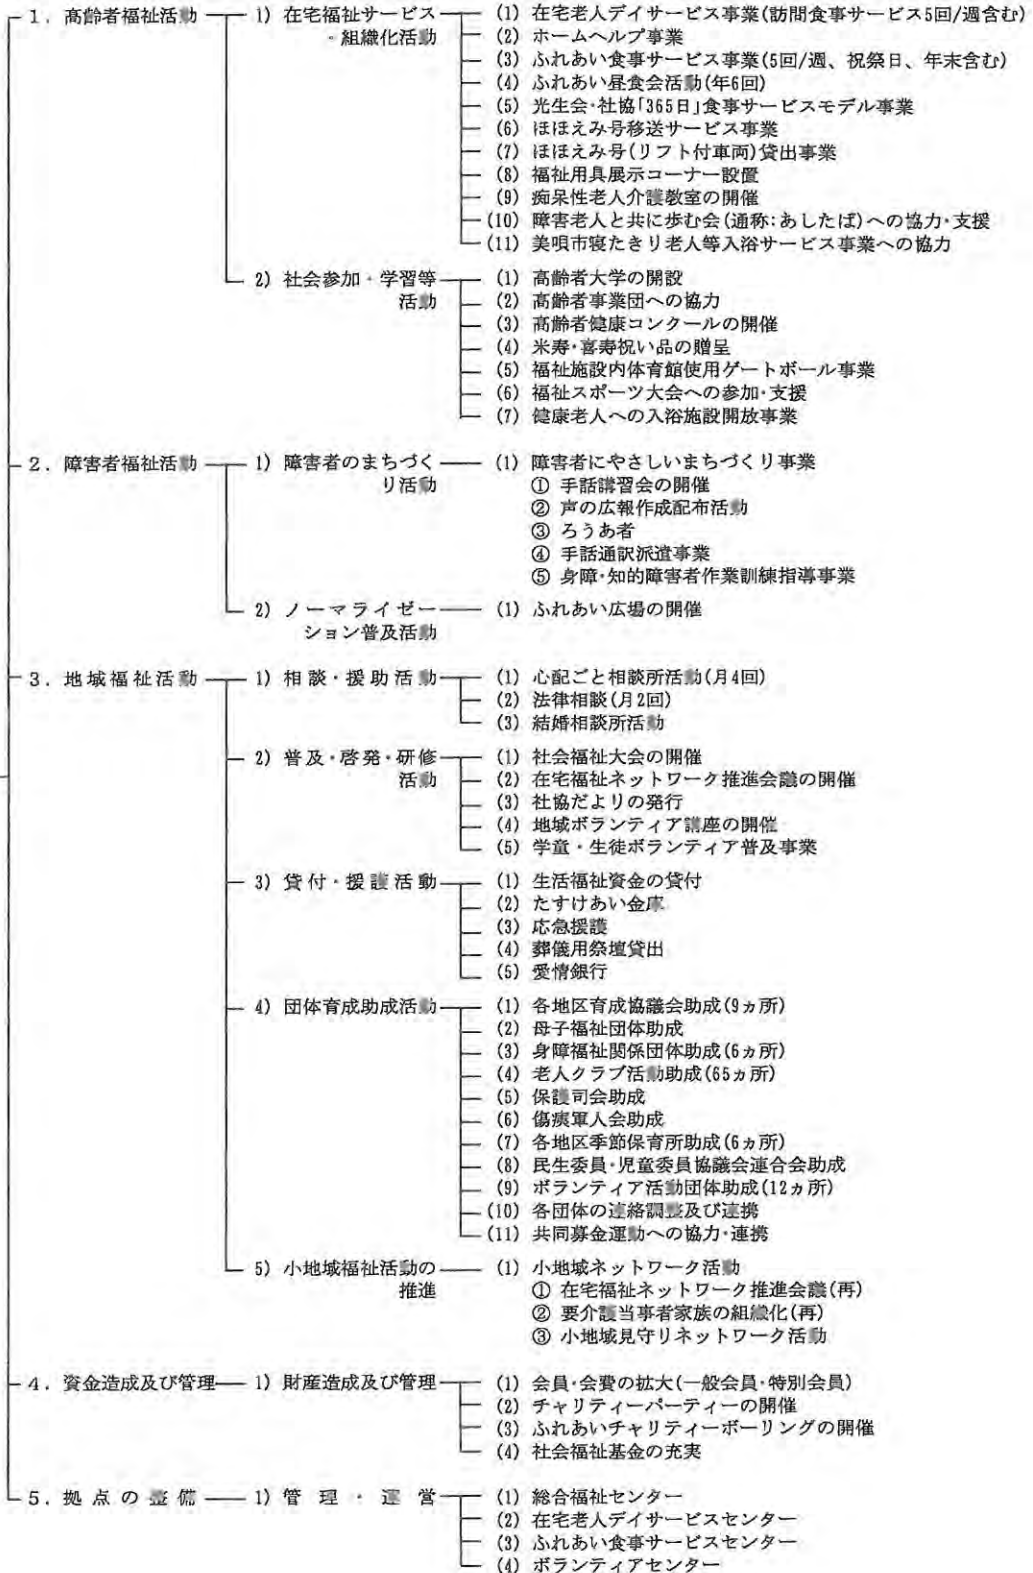 1. 高齢者福祉活動
1) 在宅福祉サービス
・組織化活動
(1) 在宅老人デイサービス事業(訪問食事サービス5回/週含む)
(2) ホームヘルプ事業
(3) ふれあい食事サービス事業(5回/週、祝祭日、年末含む)
(4) ふれあい昼食会活動(年6回)
(5) 光生会・社協「365日」食事サービスモデル事業
(6) ほほえみ号移送サービス事業
(7) ほほえみ号(リフト付車両)貸出事業
(8) 福祉用具展示コーナー設置
(9) 痴呆性老人介護教室の開催
(10) 障害老人と共に歩む会(通称:あしたば)への協力・支援
(11) 美唄市寝たきり老人等入浴サービス事業への協力
2) 社会参加・学習等
活動
(1) 高齢者大学の開設
(2) 高齢者事業団への協力
(3) 高齢者健康コンクールの開催
(4) 米寿・喜寿祝い品の贈呈
(5) 福祉施設内体育館使用ゲートボール事業
(6) 福祉スポーツ大会への参加・支援
(7) 健康老人への入浴施設開放事業
2. 障害者福祉活動
1) 障害者のまちづく
り活動
(1) 障害者にやさしいまちづくり事業
① 手話講習会の開催
② 声の広報作成配布活動
③ ろうあ者
④ 手話通訳派遣事業
⑤ 身障・知的障害者作業訓練指導事業
2) ノーマライゼー
ション普及活動
(1) ふれあい広場の開催
3. 地域福祉活動
1) 相談・援助活動
(1) 心配ごと相談所活動(月4回)
(2) 法律相談(月2回)
(3) 結婚相談所活動
2) 普及・啓発・研修
活動
(1) 社会福祉大会の開催
(2) 在宅福祉ネットワーク推進会議の開催
(3) 社協だよりの発行
(4) 地域ボランティア講座の開催
(5) 学童・生徒ボランティア普及事業
3) 貸付・援護活動
(1) 生活福祉資金の貸付
(2) たすけあい金庫
(3) 応急援護
(4) 葬儀用祭壇貸出
(5) 愛情銀行
4) 団体育成助成活動
(1) 各地区育成協議会助成(9ヵ所)
(2) 母子福祉団体助成
(3) 身障福祉関係団体助成(6ヵ所)
(4) 老人クラブ活動助成(65ヵ所)
(5) 保護司会助成
(6) 傷痍軍人会助成
(7) 各地区季節保育所助成(6ヵ所)
(8) 民生委員・児童委員協議会連合会助成
(9) ボランティア活動団体助成(12ヵ所)
(10) 各団体の連絡調整及び連携
(11) 共同募金運動への協力・連携
5) 小地域福祉活動の
推進
(1) 小地域ネットワーク活動
① 在宅福祉ネットワーク推進会議(再)
② 要介護当事者家族の組織化(再)
③ 小地域見守りネットワーク活動
4. 資金造成及び管理
1) 財産造成及び管理
(1) 会員・会費の拡大(一般会員・特別会員)
(2) チャリティーパーティーの開催
(3) ふれあいチャリティーボーリングの開催
(4) 社会福祉基金の充実
5. 拠点の整備
1) 管理・運営
(1) 総合福祉センター
(2) 在宅老人デイサービスセンター
(3) ふれあい食事サービスセンター
(4) ボランティアセンター